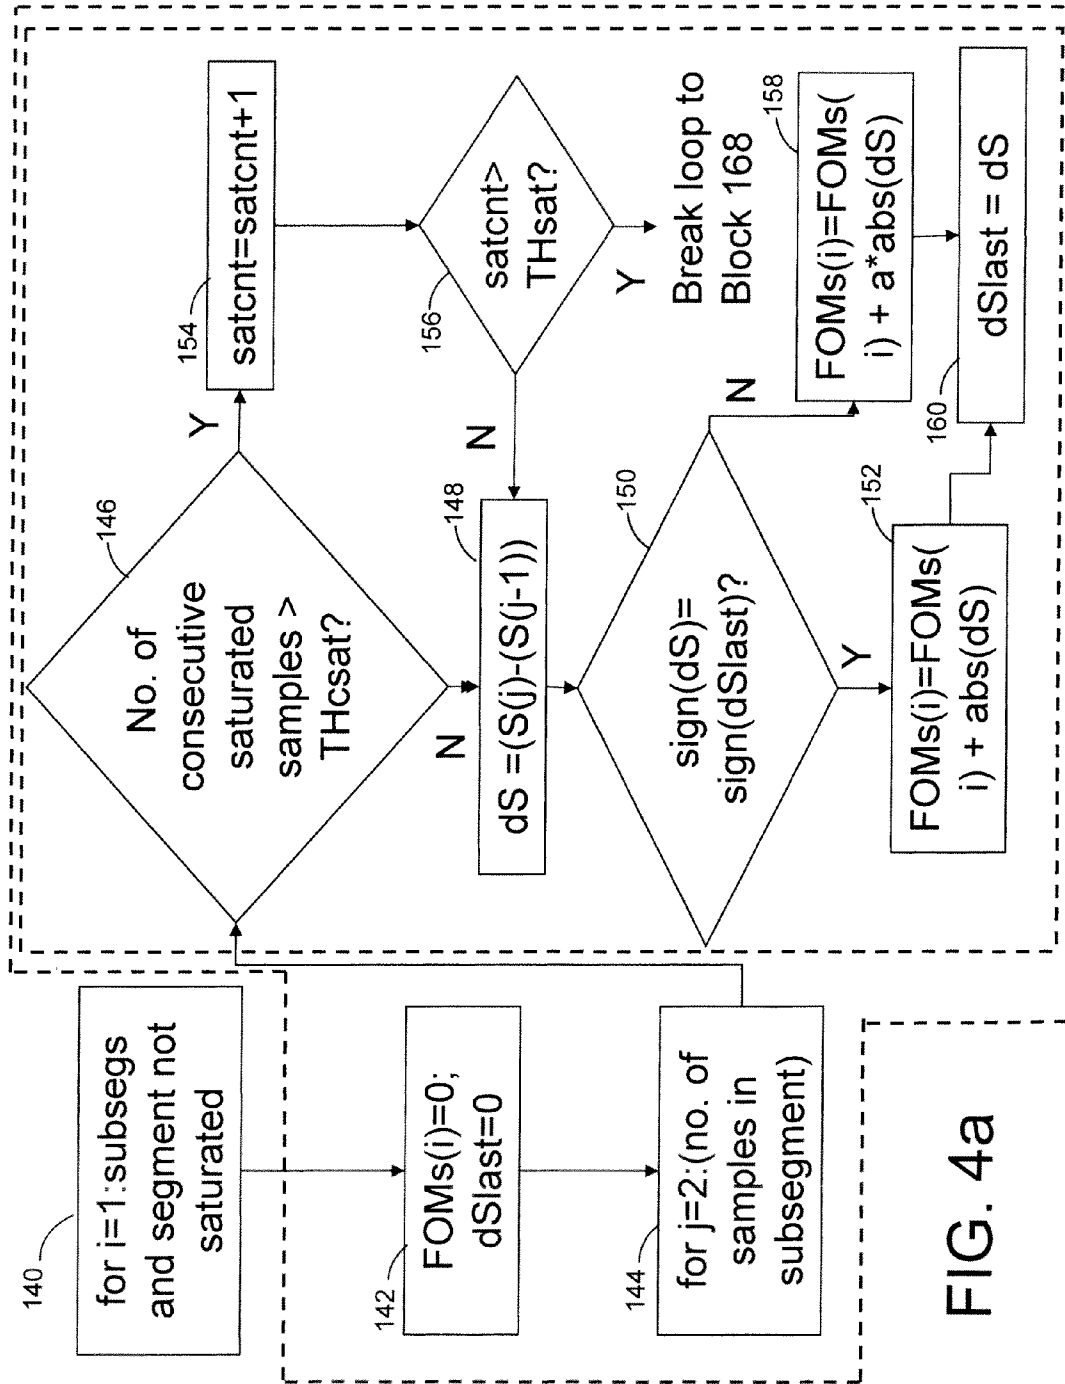 140
for i=1:subsegs
and segment not
saturated
142
FOMs(i)=0;
dSlast=0
144
for j=2:(no. of
samples in
subsegment)
146
No. of
consecutive
saturated
samples >
THcsat?
Y
N
154
satcnt=satcnt+1
156
satcnt>
THsat?
N
Y
Break loop to
Block 168
148
dS =(S(j)-(S(j-1))
150
sign(dS)=
sign(dSlast)?
N
Y
152
FOMs(i)=FOMs(
i) + abs(dS)
158
FOMs(i)=FOMs(
i) + a*abs(dS)
160
dSlast = dS
FIG. 4a